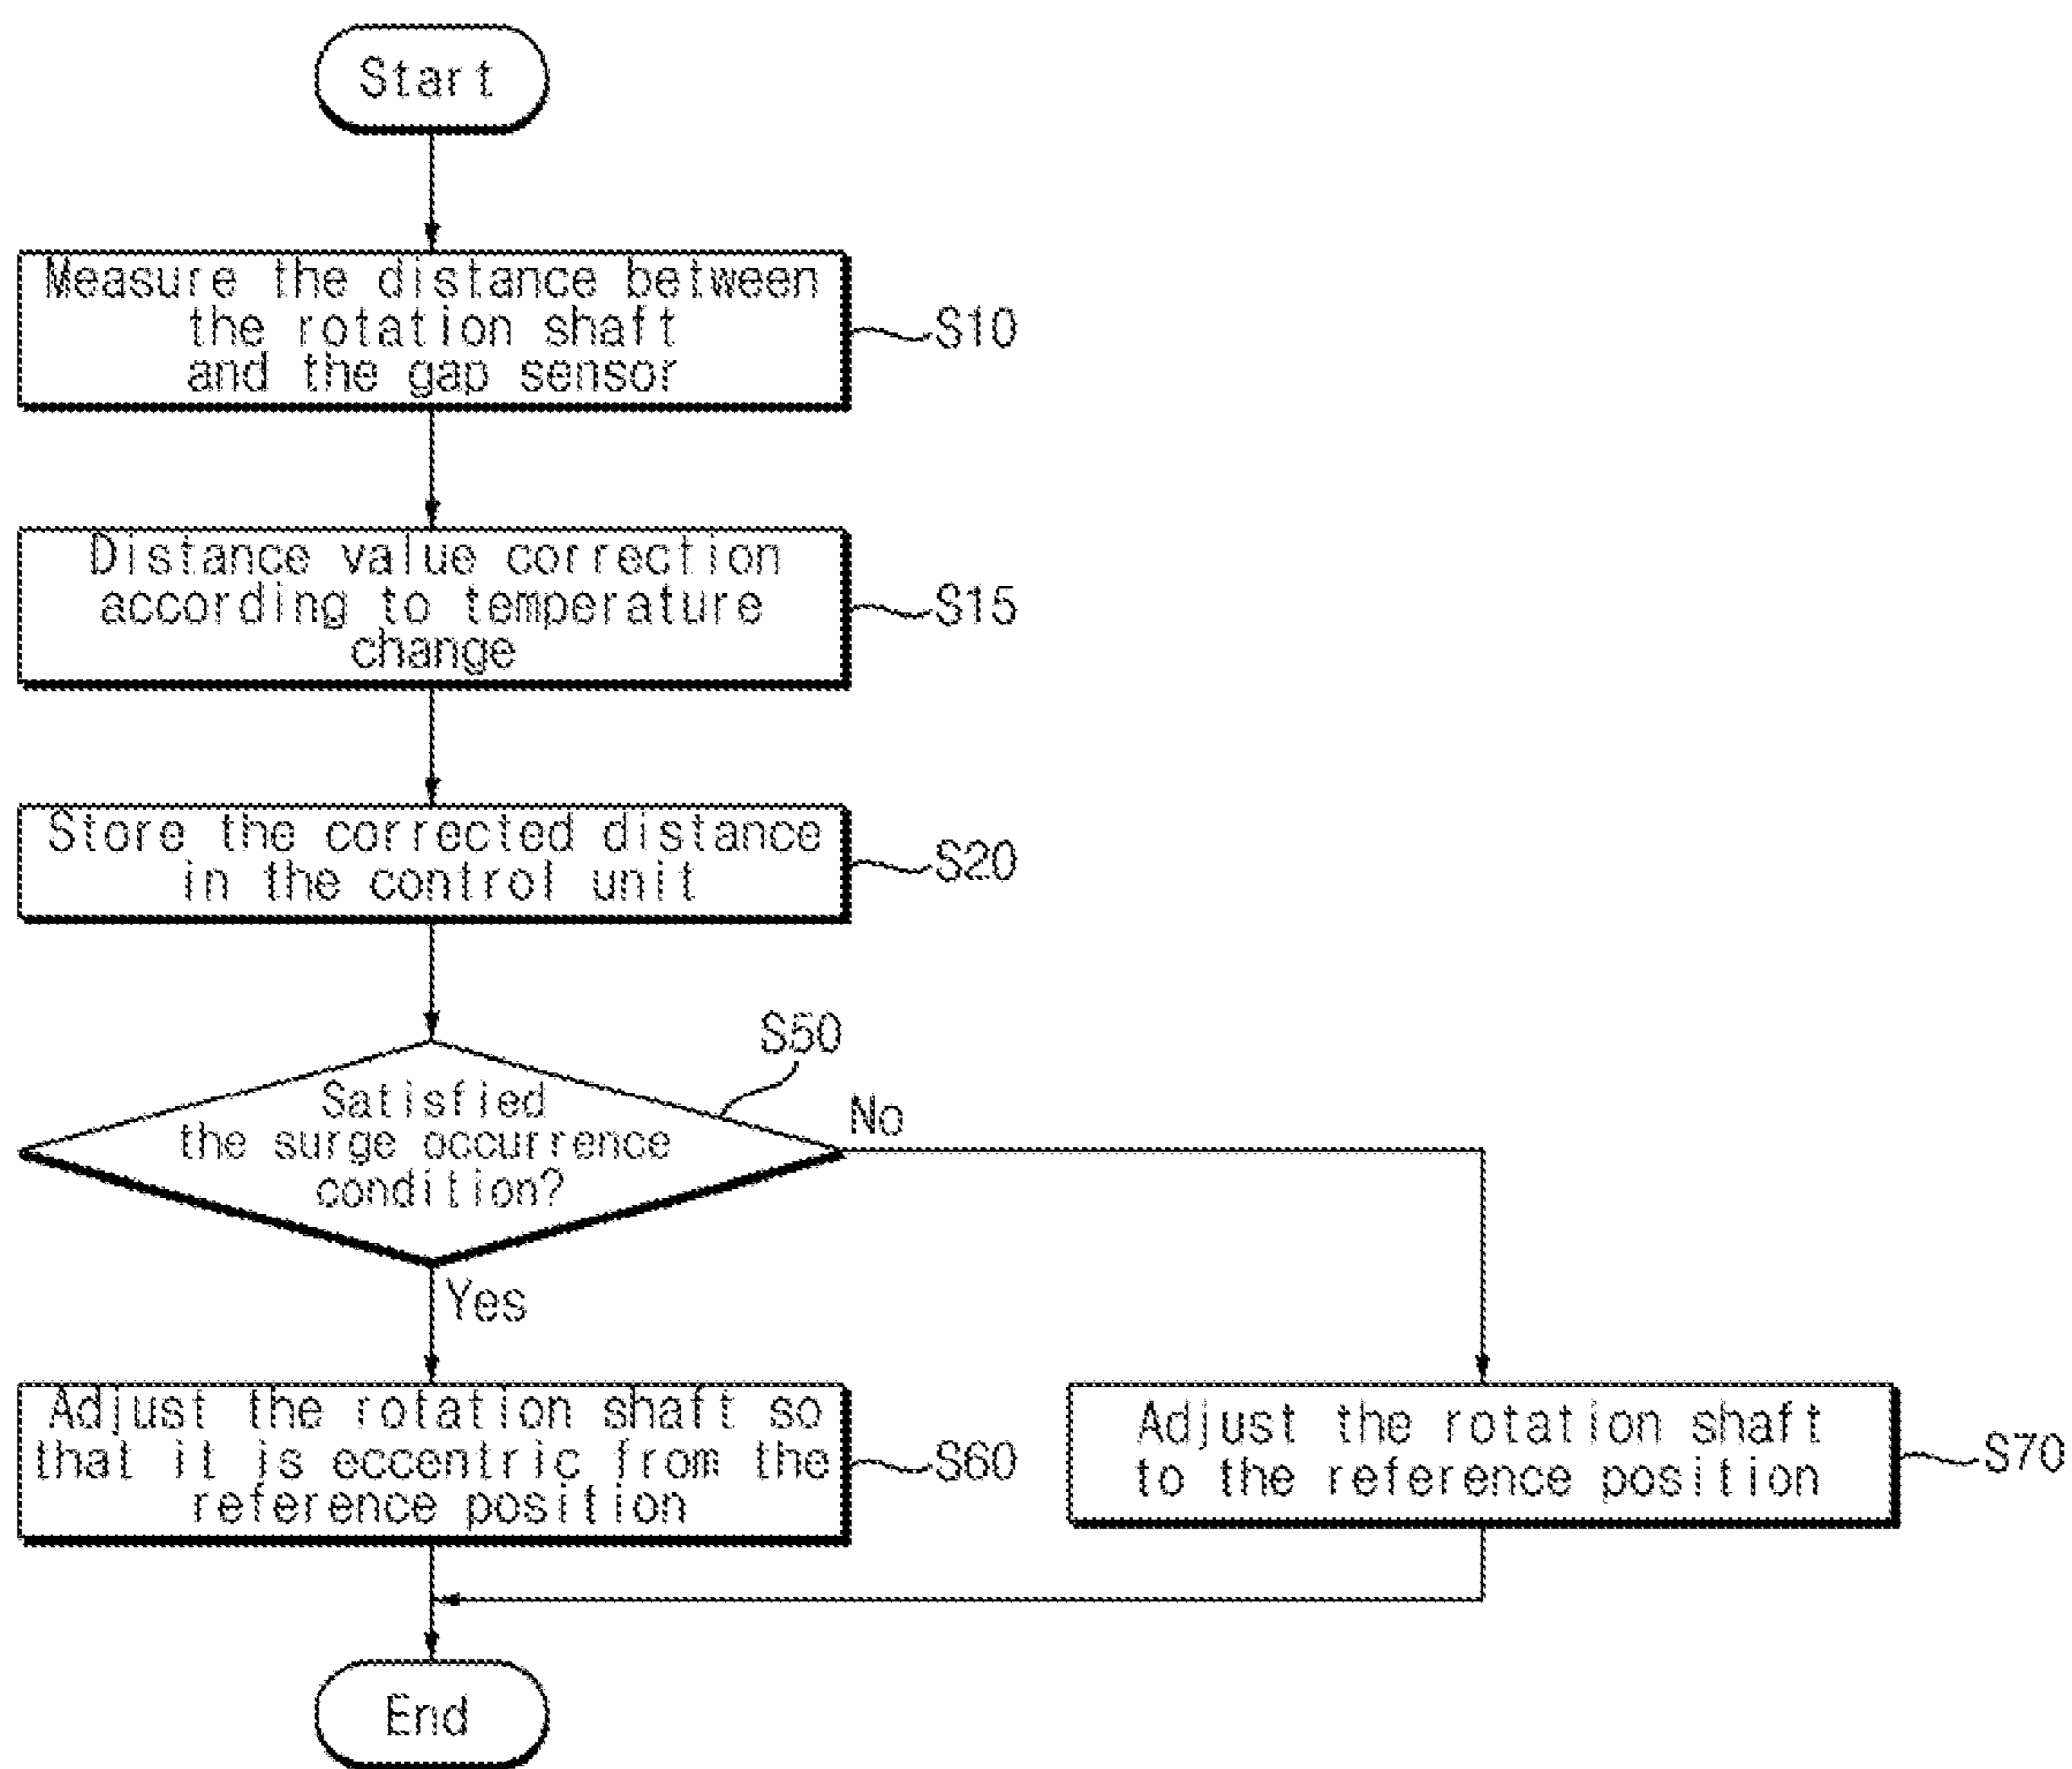 Start
Measure the distance between
the rotation shaft
and the gap sensor
S10
Distance value correction
according to temperature
change
S15
Store the corrected distance
in the control unit
S20
S50
Satisfied
the surge occurrence
condition?
No
Yes
Adjust the rotation shaft so
that it is eccentric from the
reference position
S60
Adjust the rotation shaft
to the reference position
S70
End